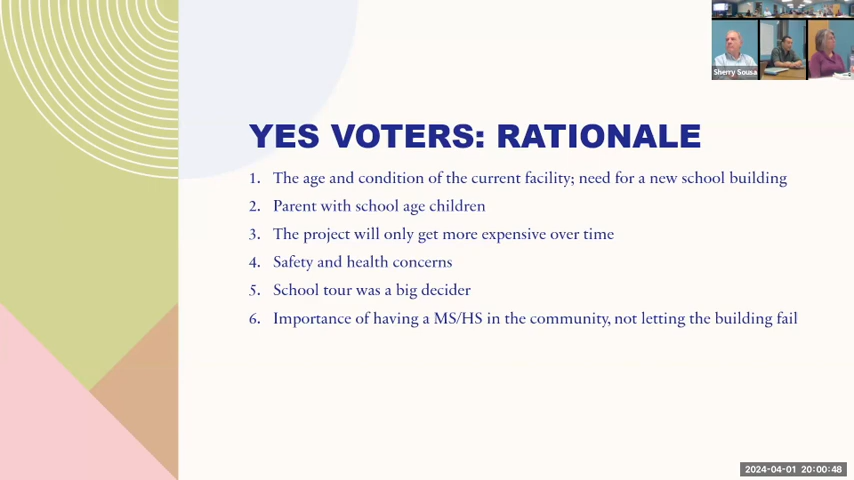 Sherry Sousa
YES VOTERS: RATIONALE
1. The age and condition of the current facility; need for a new school building
2. Parent with school age children
3. The project will only get more expensive over time
4. Safety and health concerns
5. School tour was a big decider
6. Importance of having a MS/HS in the community, not letting the building fail
2024-04-01 20:00:48